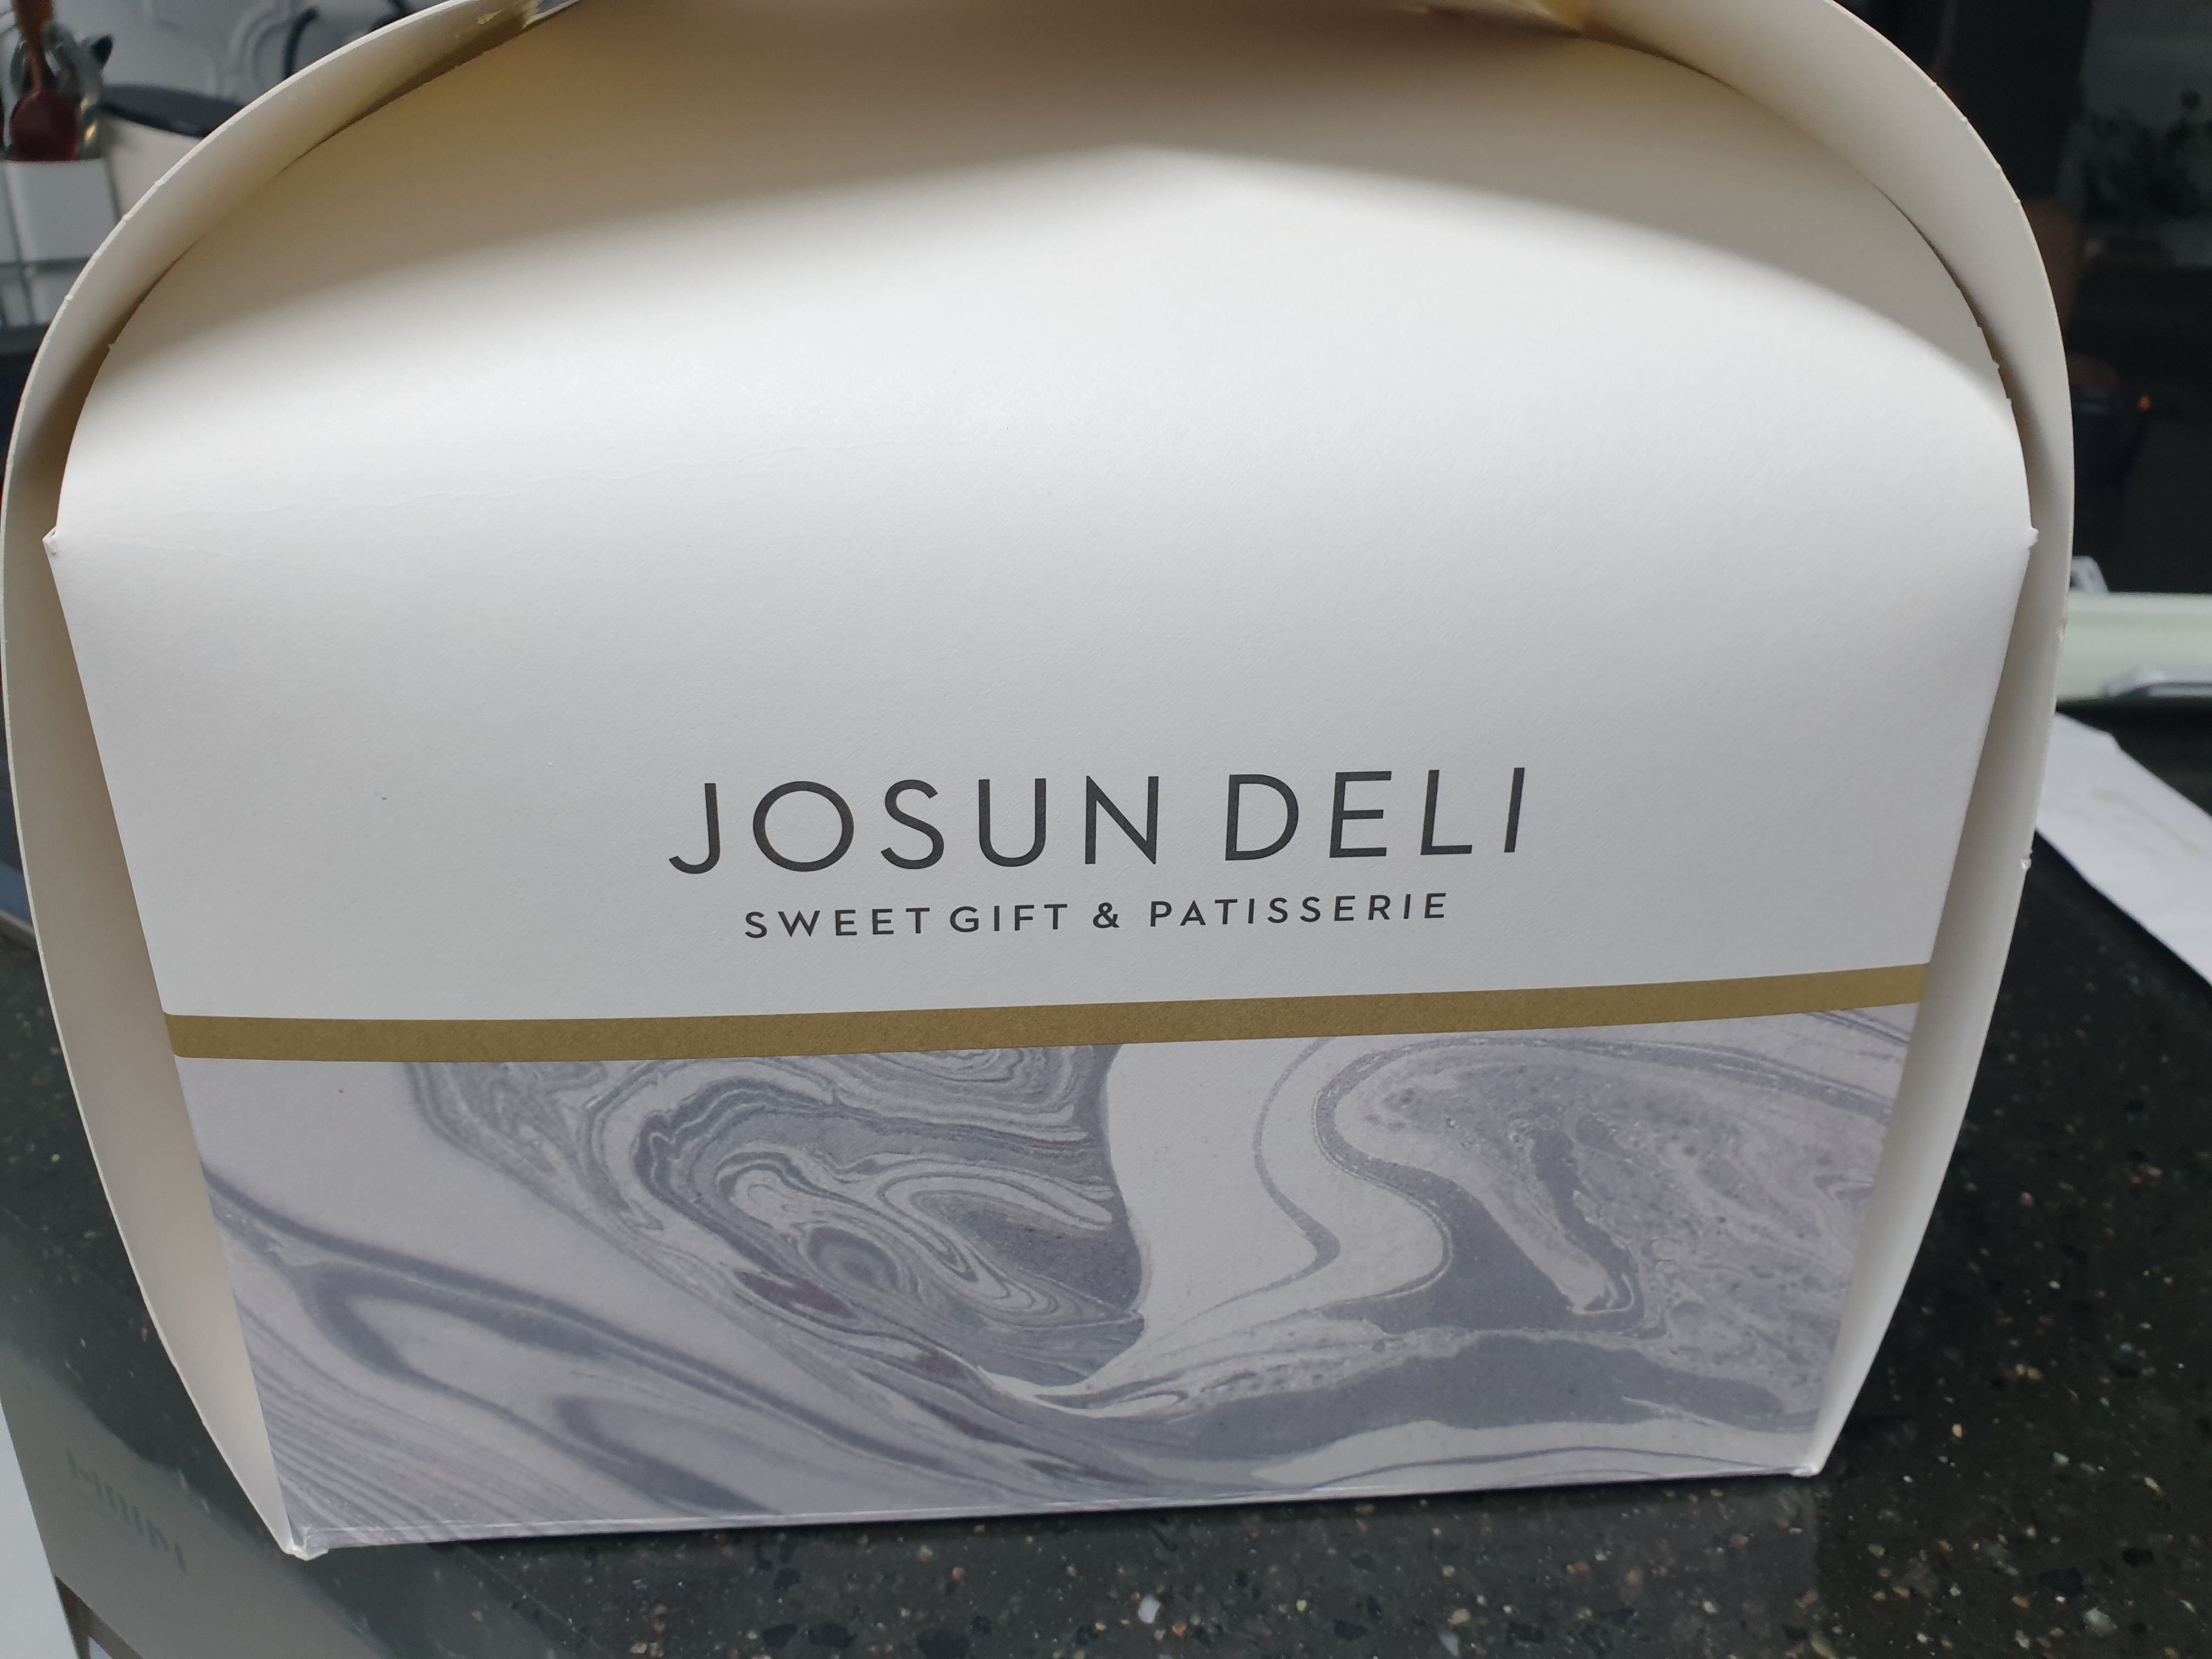 JOSUN DELI
SWEET GIFT & PATISSERIE